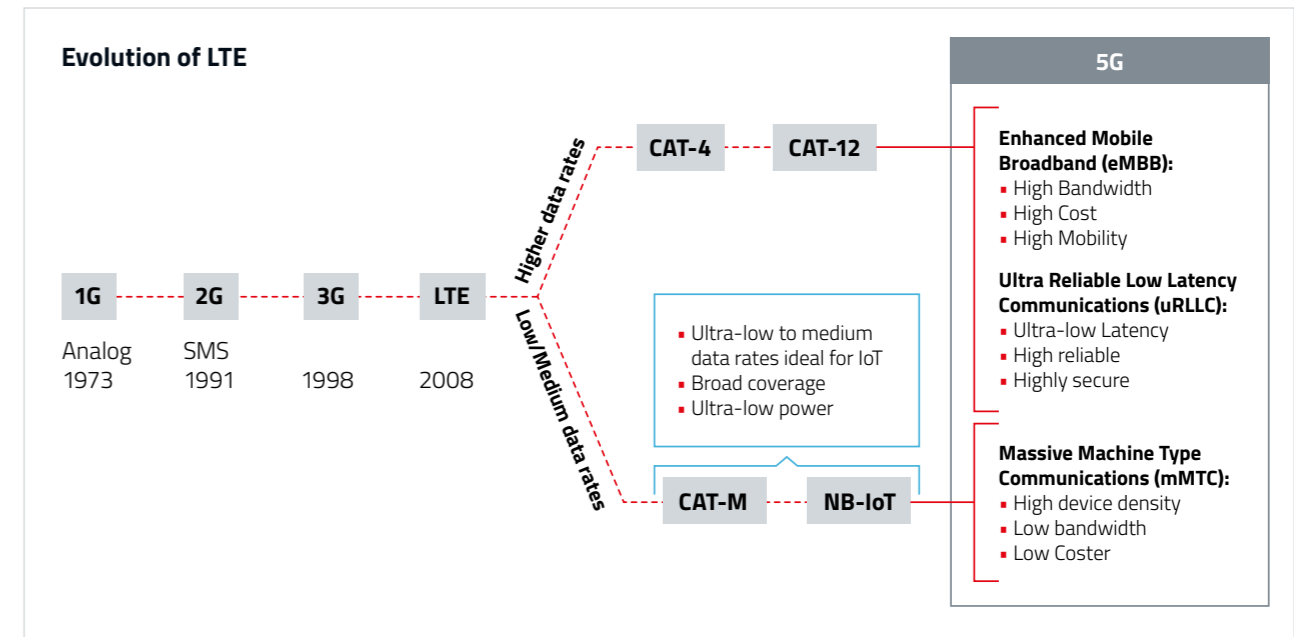 Evolution of LTE
5G
CAT-4
CAT-12
Higher data rates
Enhanced Mobile
Broadband (eMBB):
▪ High Bandwidth
▪ High Cost
▪ High Mobility
Ultra Reliable Low Latency
Communications (uRLLC):
▪ Ultra-low Latency
▪ High reliable
▪ Highly secure
1G
2G
3G
LTE
Analog
1973
SMS
1991
1998
2008
Low/Medium data rates
▪ Ultra-low to medium
data rates ideal for IoT
▪ Broad coverage
▪ Ultra-low power
CAT-M
NB-IoT
Massive Machine Type
Communications (mMTC):
▪ High device density
▪ Low bandwidth
▪ Low Coster